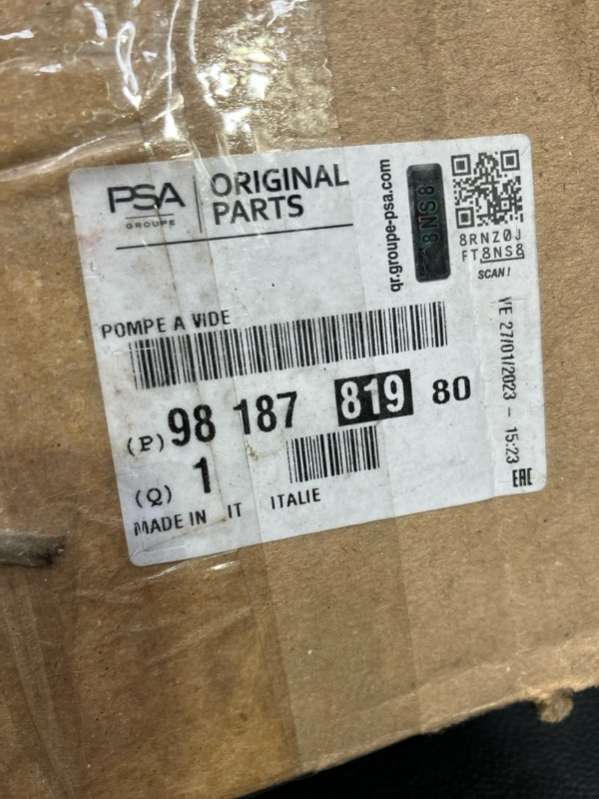 PSA
GROUPE
ORIGINAL
PARTS
qr.groupe-psa.com
8NS8
8RNZ0J
FT8NS8
SCAN!
POMPE A VIDE
(P) 98 187 819 80
(Q) 1
MADE IN IT ITALIE
VE 27/01/2023 - 15:23
EAC